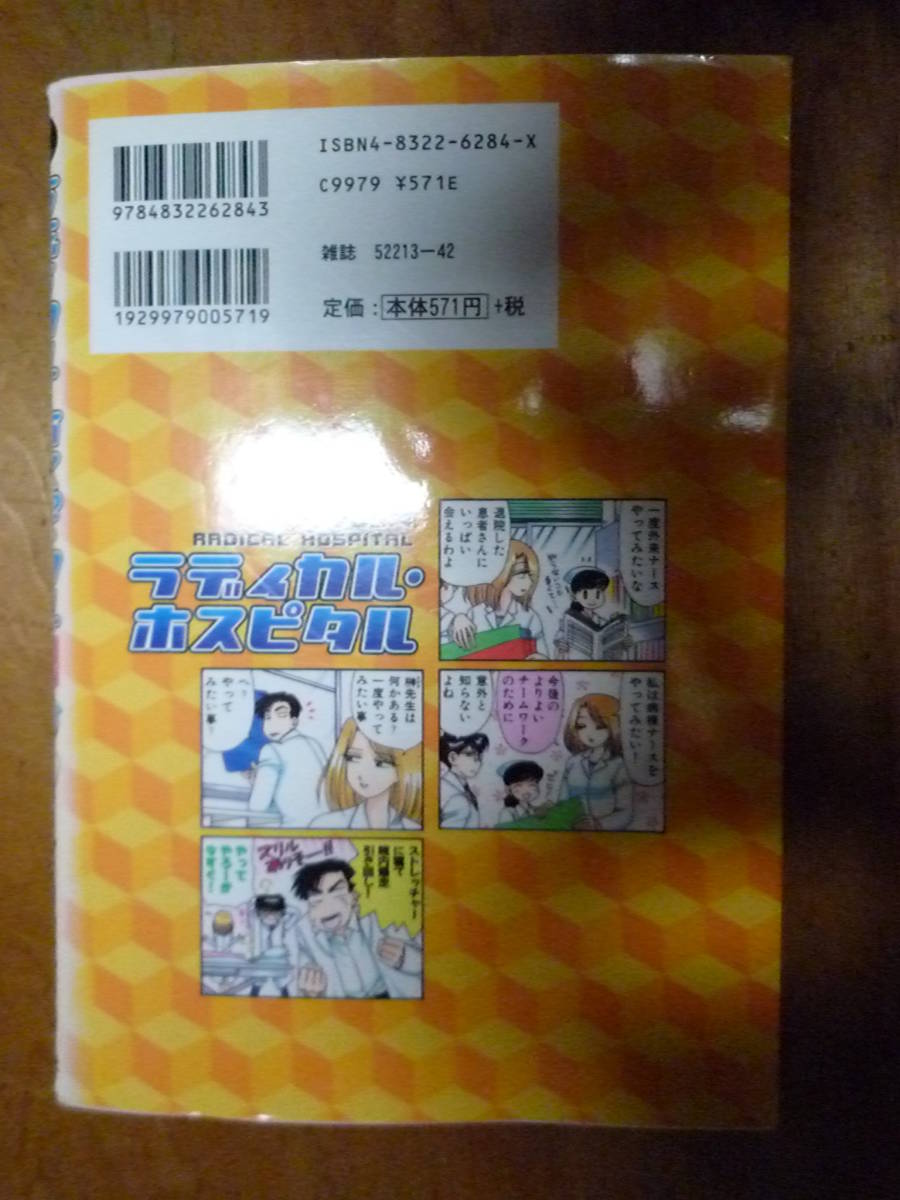 ISBN4-8322-6284-X
C9979 ¥571E
9784832262843
雑誌 52213-42
1929979005719
定価：本体571円+税
RADICAL HOSPITAL
ラディカル・
ホスピタル
一度外来ナース
やってみたいな
退院した
患者さんに
いっぱい
会えるわよ
私は病棟ナースを
やってみたい！
今後の
よりよい
チームワーク
のために
意外と
知らない
よね
榊先生は
何かある？
一度やって
みたい事
へ？
やって
みたい事？
ストレッチャー
に寝て
院内爆走
引き回し！
スリル
ありそー!!
やって
やろーか
今すぐ！